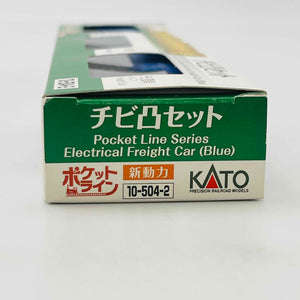 チビ凸セット
Pocket Line Series
Electrical Freight Car (Blue)
ポケットライン
新動力
10-504-2
KATO
PRECISION RAILROAD MODELS